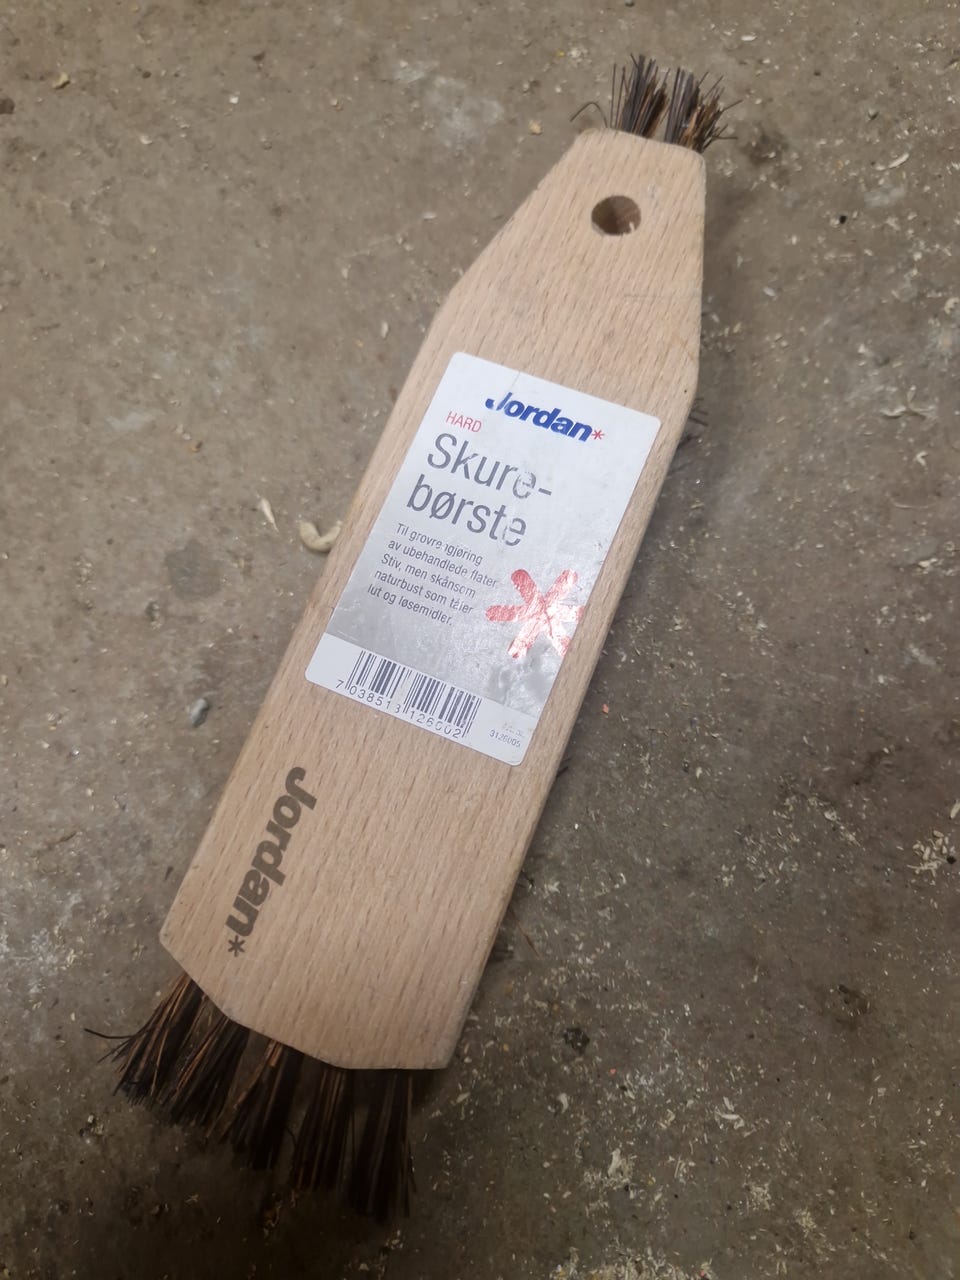 Jordan*
HARD
Skure-
børste
Til grovrengjøring
av ubehandlede flater
Stiv, men skånsom
naturbust som tåler
lut og løsemidler.
7 038513 126002
3126005
Jordan*